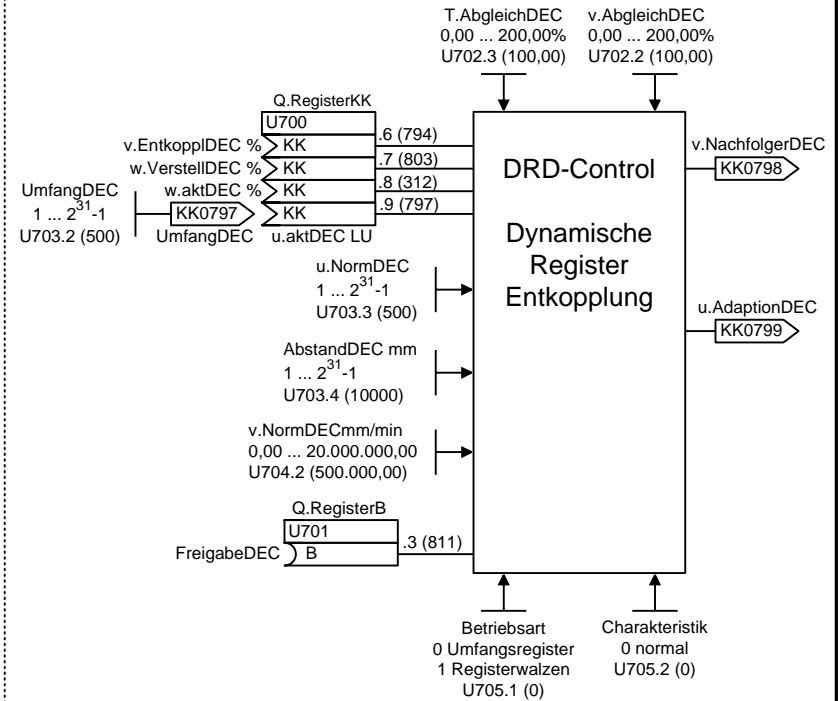 T.AbgleichDEC
0,00 ... 200,00%
U702.3 (100,00)
v.AbgleichDEC
0,00 ... 200,00%
U702.2 (100,00)
Q.RegisterKK
U700
v.EntkopplDEC % KK .6 (794)
w.VerstellDEC % KK .7 (803)
w.aktDEC % KK .8 (312)
KK .9 (797)
u.aktDEC LU
UmfangDEC
1 ... 2^31-1
U703.2 (500)
KK0797
UmfangDEC
DRD-Control
Dynamische
Register
Entkopplung
v.NachfolgerDEC
KK0798
u.NormDEC
1 ... 2^31-1
U703.3 (500)
u.AdaptionDEC
KK0799
AbstandDEC mm
1 ... 2^31-1
U703.4 (10000)
v.NormDECmm/min
0,00 ... 20.000.000,00
U704.2 (500.000,00)
Q.RegisterB
U701
FreigabeDEC B .3 (811)
Betriebsart
0 Umfangsregister
1 Registerwalzen
U705.1 (0)
Charakteristik
0 normal
U705.2 (0)